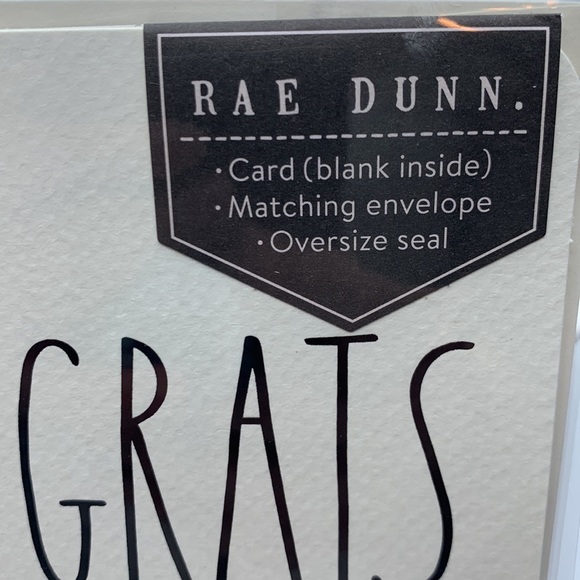 RAE DUNN.
• Card (blank inside)
• Matching envelope
• Oversize seal
GRATS